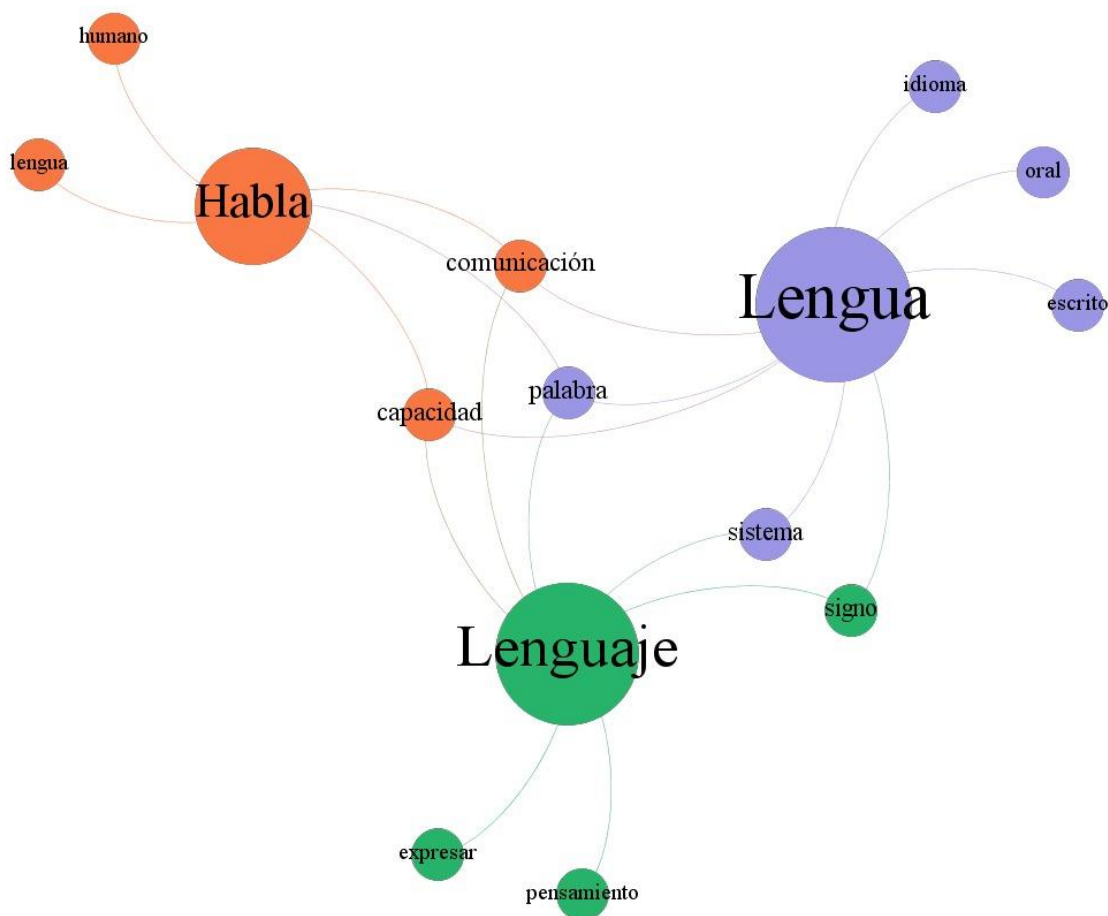 humano
idioma
lengua
oral
Habla
comunicación
Lengua
escrito
palabra
capacidad
sistema
signo
Lenguaje
expresar
pensamiento